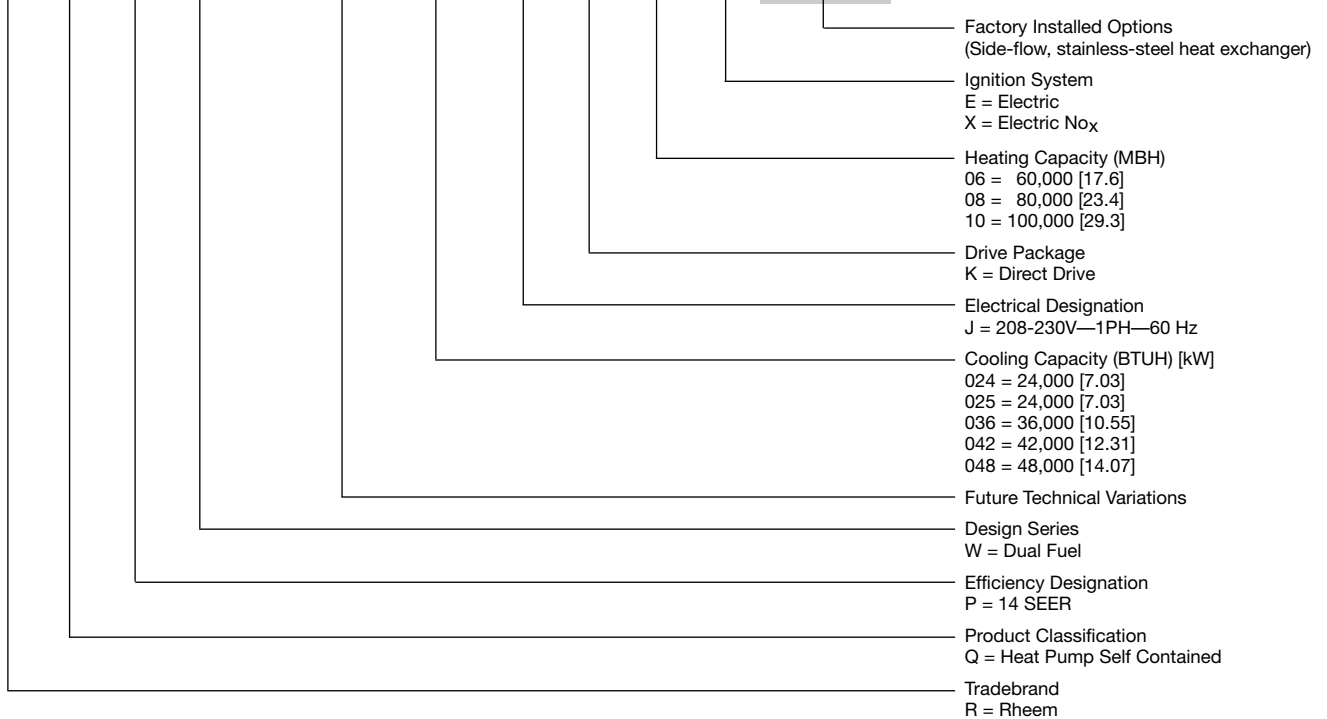 Factory Installed Options
(Side-flow, stainless-steel heat exchanger)
Ignition System
E = Electric
X = Electric Nox
Heating Capacity (MBH)
06 = 60,000 [17.6]
08 = 80,000 [23.4]
10 = 100,000 [29.3]
Drive Package
K = Direct Drive
Electrical Designation
J = 208-230V—1PH—60 Hz
Cooling Capacity (BTUH) [kW]
024 = 24,000 [7.03]
025 = 24,000 [7.03]
036 = 36,000 [10.55]
042 = 42,000 [12.31]
048 = 48,000 [14.07]
Future Technical Variations
Design Series
W = Dual Fuel
Efficiency Designation
P = 14 SEER
Product Classification
Q = Heat Pump Self Contained
Tradebrand
R = Rheem